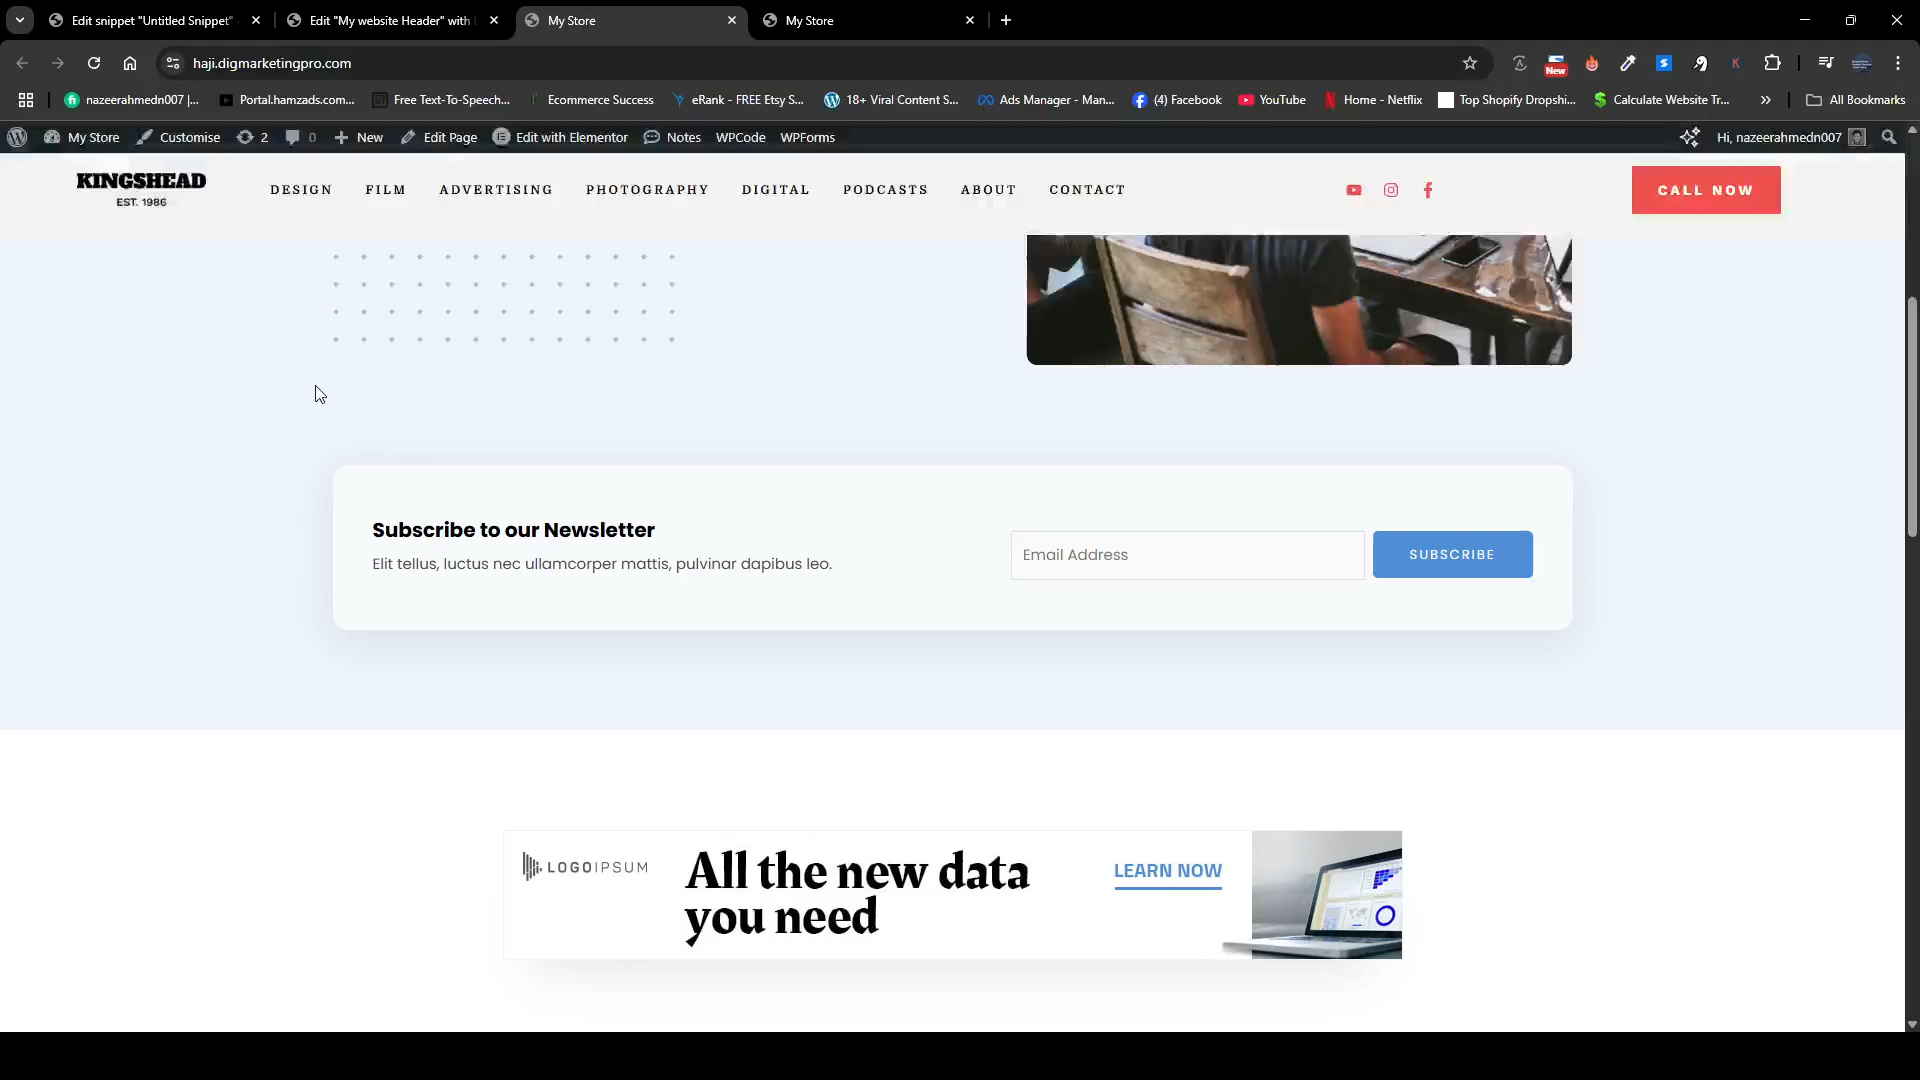 Edit snippet "Untitled Snippet"
Edit "My website Header" with
My Store
My Store
haji.digmarketingpro.com
New
nazeerahmedn007 |...
Portal.hamzads.com...
Free Text-To-Speech...
Ecommerce Success
eRank - FREE Etsy S...
18+ Viral Content S...
Ads Manager - Man...
(4) Facebook
YouTube
Home - Netflix
Top Shopify Dropshi...
Calculate Website Tr...
All Bookmarks
My Store
Customise
2
0
New
Edit Page
Edit with Elementor
Notes
WPCode
WPForms
Hi, nazeerahmedn007
KINGSHEAD
EST. 1986
DESIGN
FILM
ADVERTISING
PHOTOGRAPHY
DIGITAL
PODCASTS
ABOUT
CONTACT
CALL NOW
Subscribe to our Newsletter
Elit tellus, luctus nec ullamcorper mattis, pulvinar dapibus leo.
Email Address
SUBSCRIBE
LOGOIPSUM
All the new data
you need
LEARN NOW